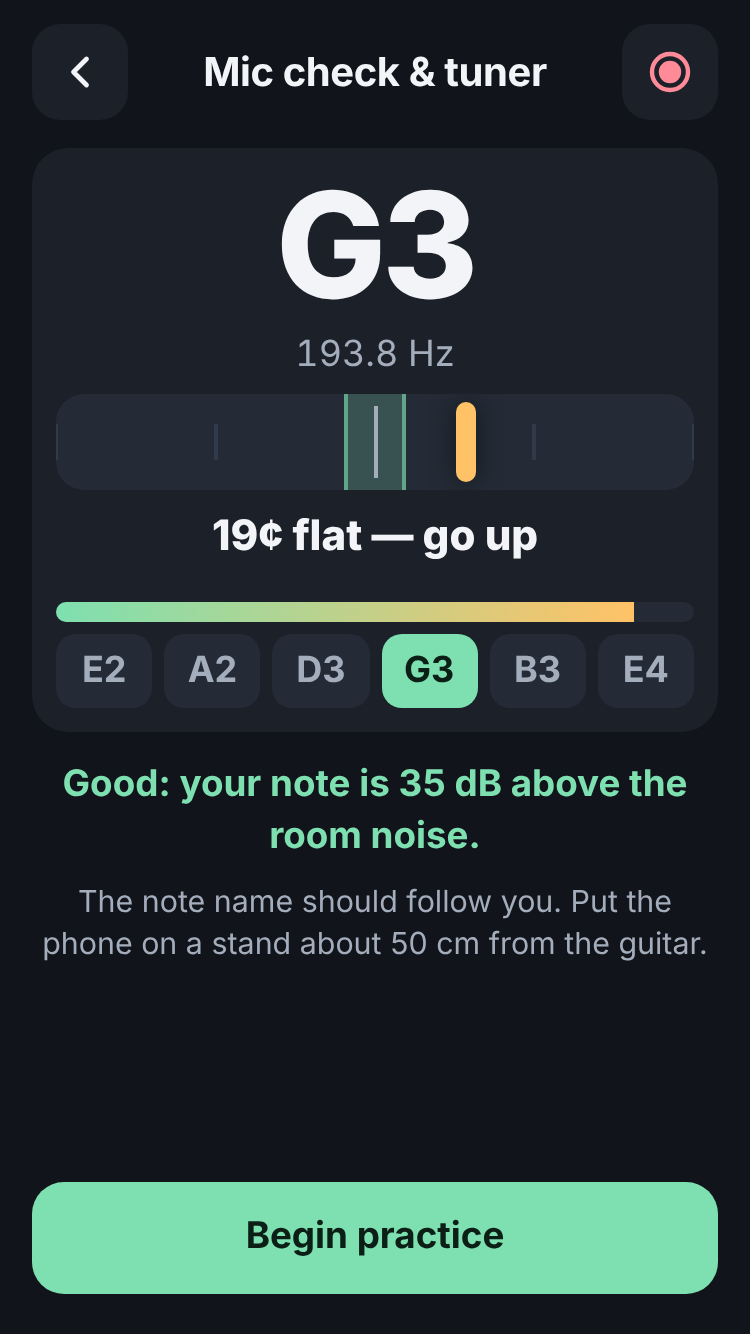 Mic check & tuner
G3
193.8 Hz
19¢ flat — go up
E2 A2 D3 G3 B3 E4
Good: your note is 35 dB above the
room noise.
The note name should follow you. Put the
phone on a stand about 50 cm from the guitar.
Begin practice